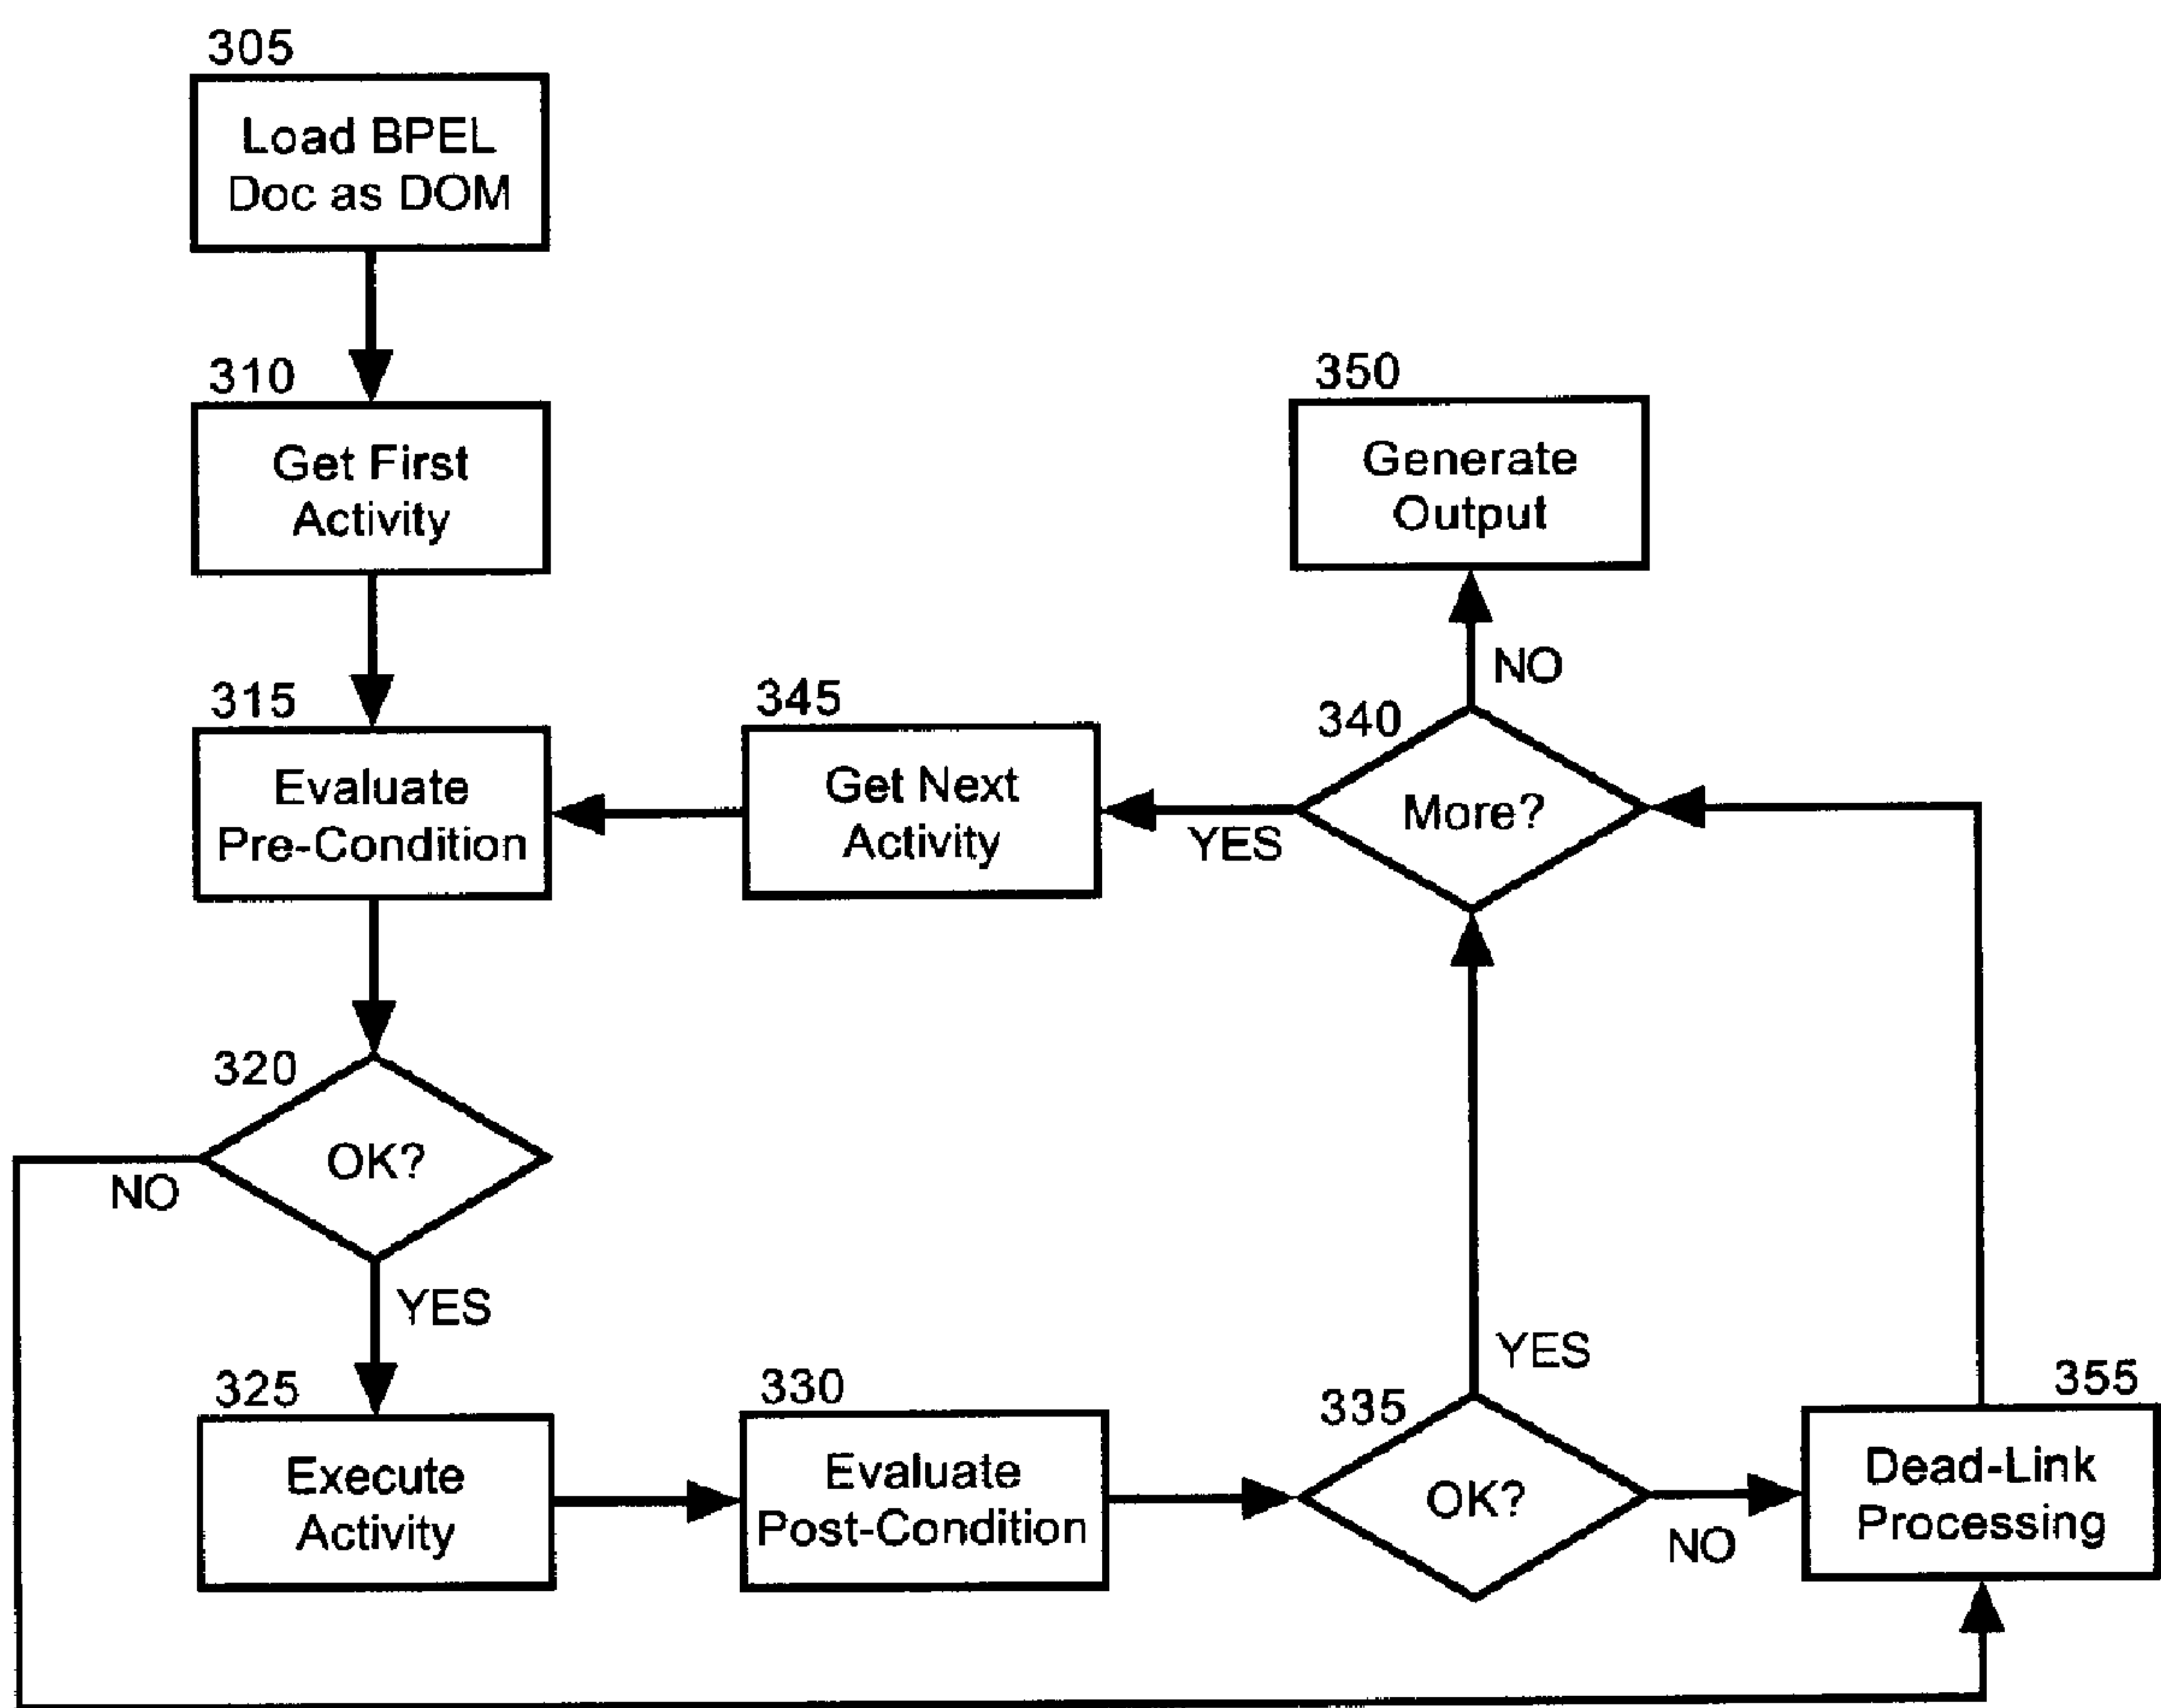 305
Load BPEL
Doc as DOM
310
Get First
Activity
350
Generate
Output
NO
315
Evaluate
Pre-Condition
345
Get Next
Activity
YES
340
More?
320
OK?
NO
YES
325
Execute
Activity
330
Evaluate
Post-Condition
335
OK?
YES
NO
355
Dead-Link
Processing